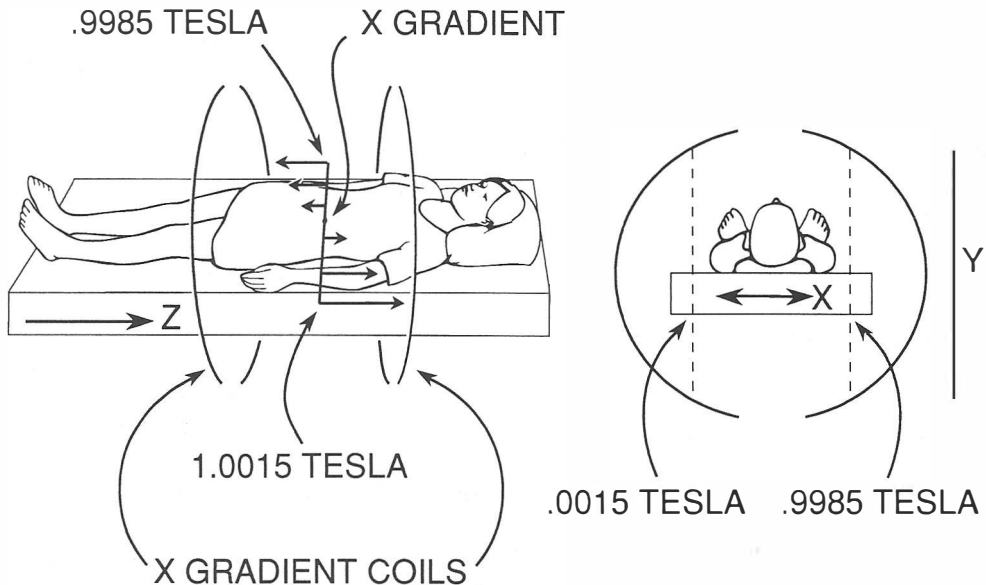 .9985 TESLA
X GRADIENT
Z
1.0015 TESLA
X GRADIENT COILS
X
Y
.0015 TESLA
.9985 TESLA